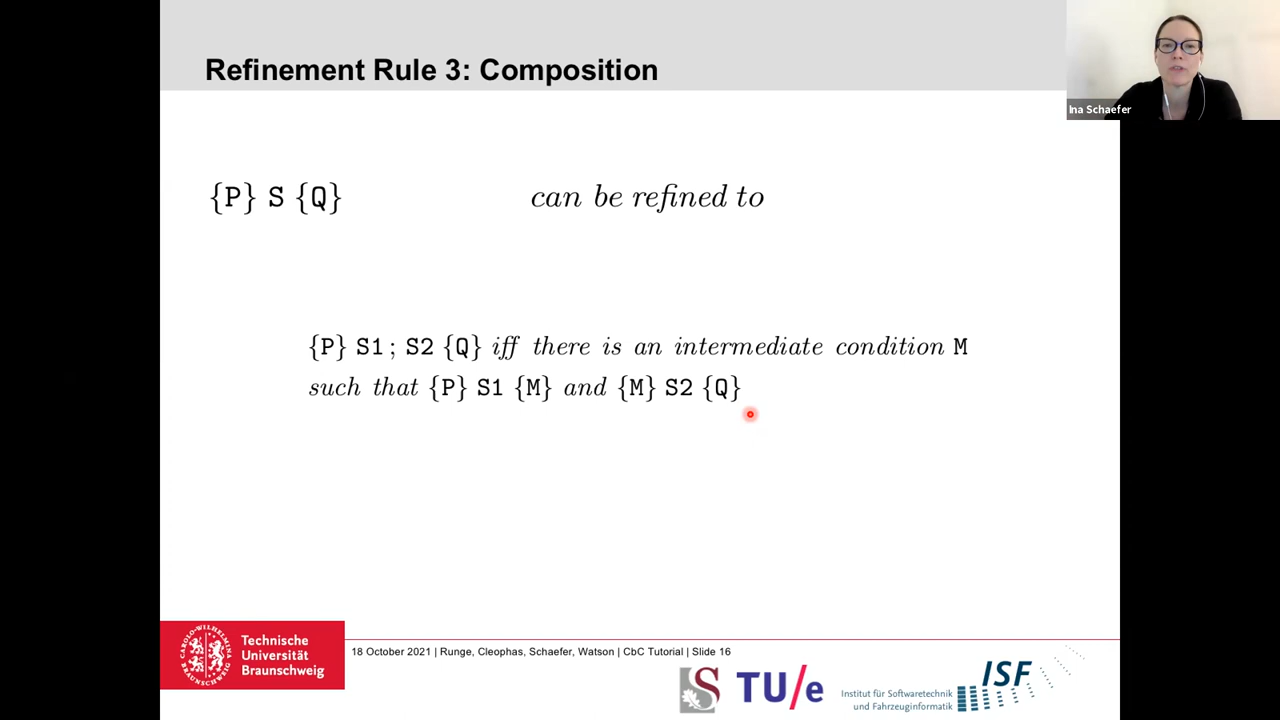 Refinement Rule 3: Composition
Ina Schaefer
{P} S {Q} can be refined to
{P} S1; S2 {Q} iff there is an intermediate condition M
such that {P} S1 {M} and {M} S2 {Q}
Technische
Universität
Braunschweig
18 October 2021 | Runge, Cleophas, Schaefer, Watson | CbC Tutorial | Slide 16
S
TU/e
Institut für Softwaretechnik
und Fahrzeuginformatik
ISF